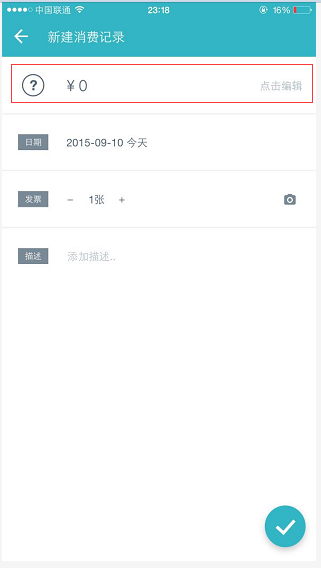 中国联通 23:18 16%
新建消费记录
? ¥0 点击编辑
日期 2015-09-10 今天
发票 − 1张 +
描述 添加描述..